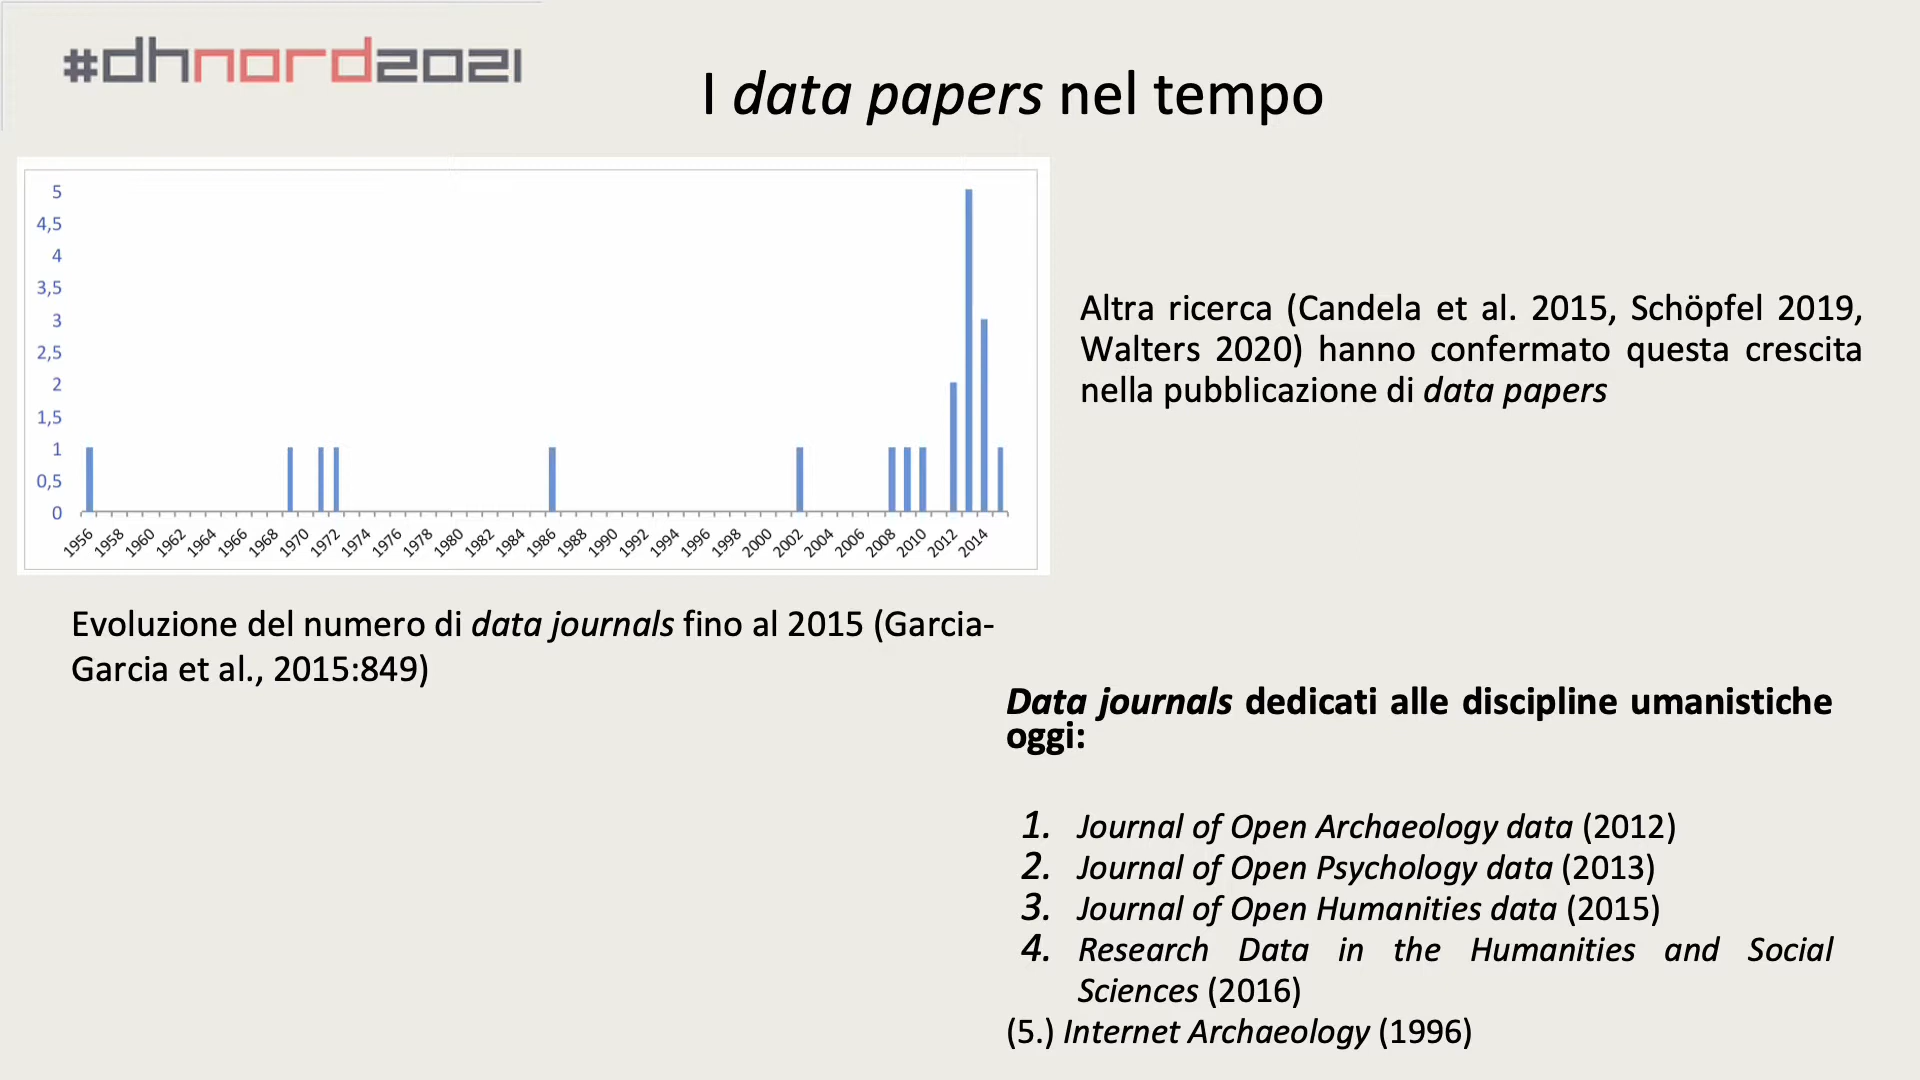 #dhnord2021
I data papers nel tempo
5
4,5
4
3,5
3
2,5
2
1,5
1
0,5
0
1956 1958 1960 1962 1964 1966 1968 1970 1972 1974 1976 1978 1980 1982 1984 1986 1988 1990 1992 1994 1996 1998 2000 2002 2004 2006 2008 2010 2012 2014
Altra ricerca (Candela et al. 2015, Schöpfel 2019,
Walters 2020) hanno confermato questa crescita
nella pubblicazione di data papers
Evoluzione del numero di data journals fino al 2015 (Garcia-
Garcia et al., 2015:849)
Data journals dedicati alle discipline umanistiche
oggi:
1. Journal of Open Archaeology data (2012)
2. Journal of Open Psychology data (2013)
3. Journal of Open Humanities data (2015)
4. Research Data in the Humanities and Social
Sciences (2016)
(5.) Internet Archaeology (1996)